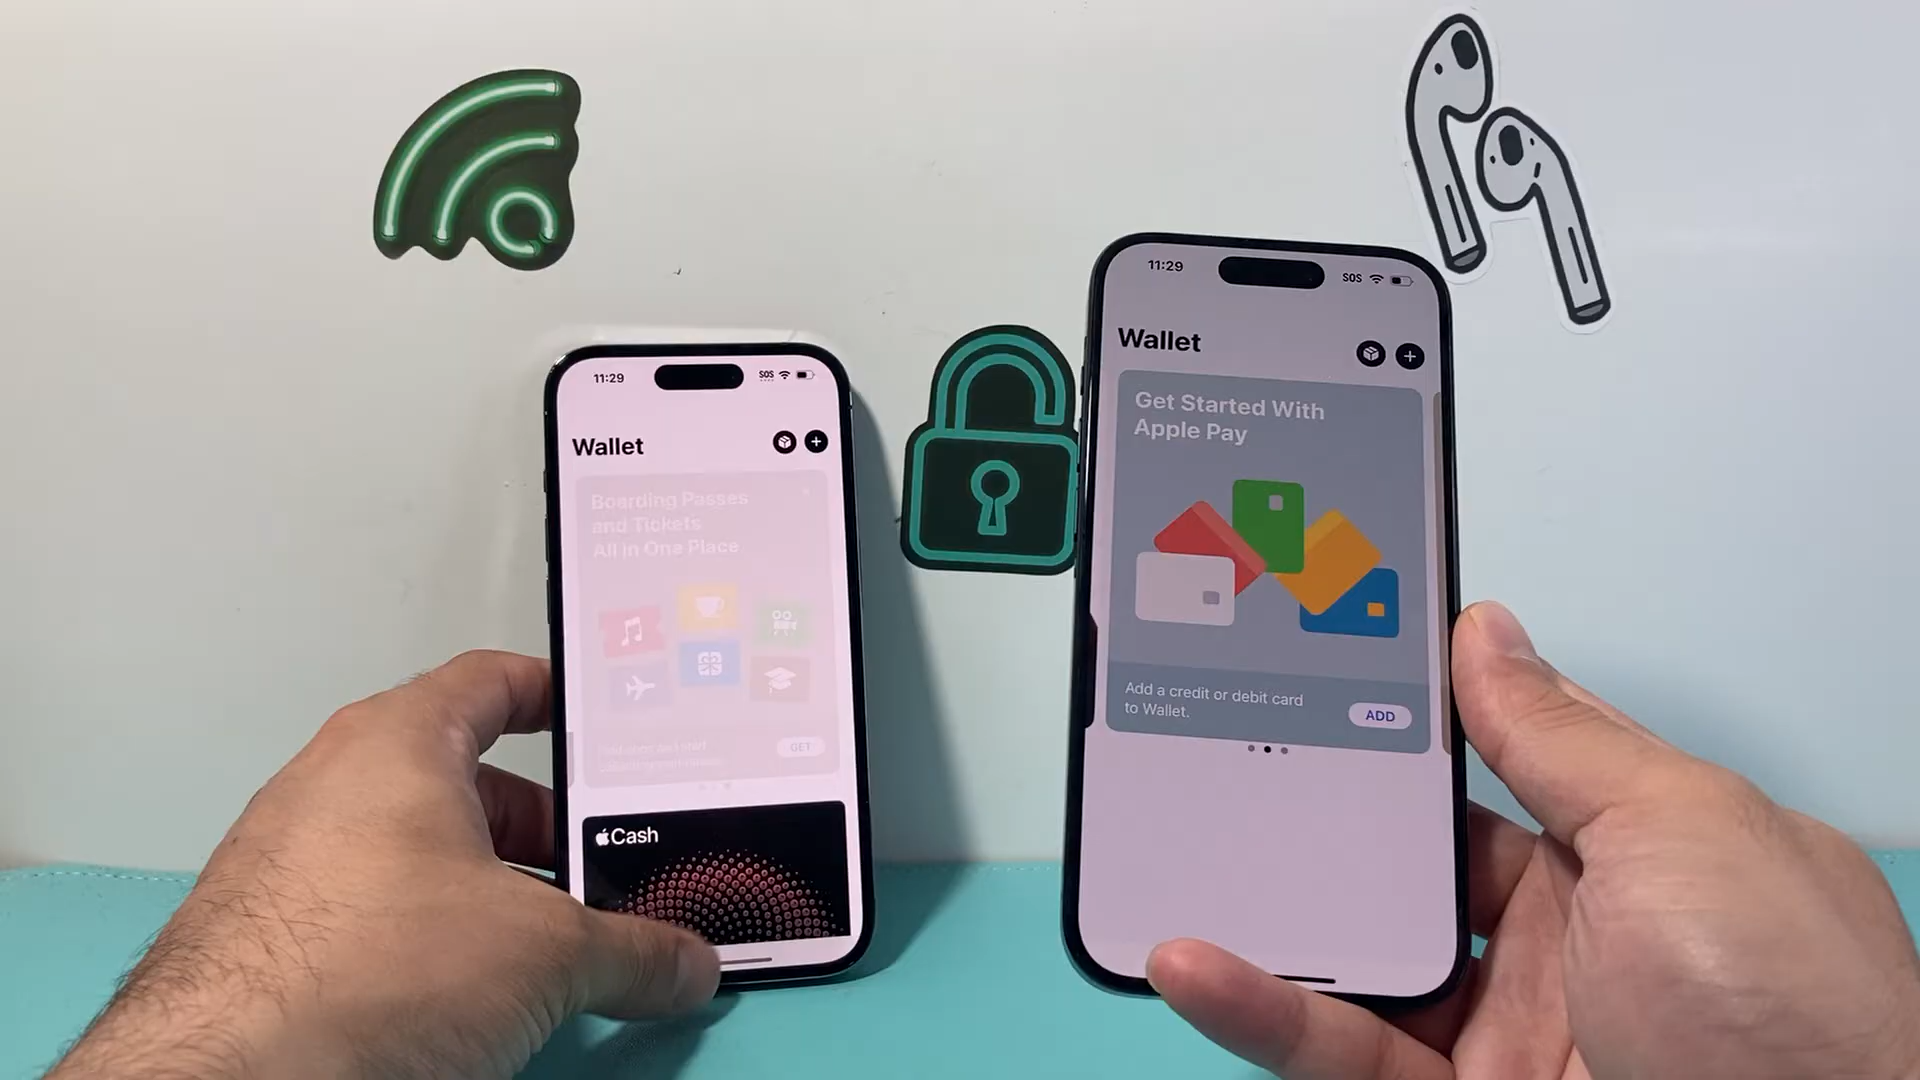 11:29
SOS
Wallet
Boarding Passes
and Tickets
All in One Place
GET
Cash
11:29
SOS
Wallet
Get Started With
Apple Pay
Add a credit or debit card
to Wallet.
ADD